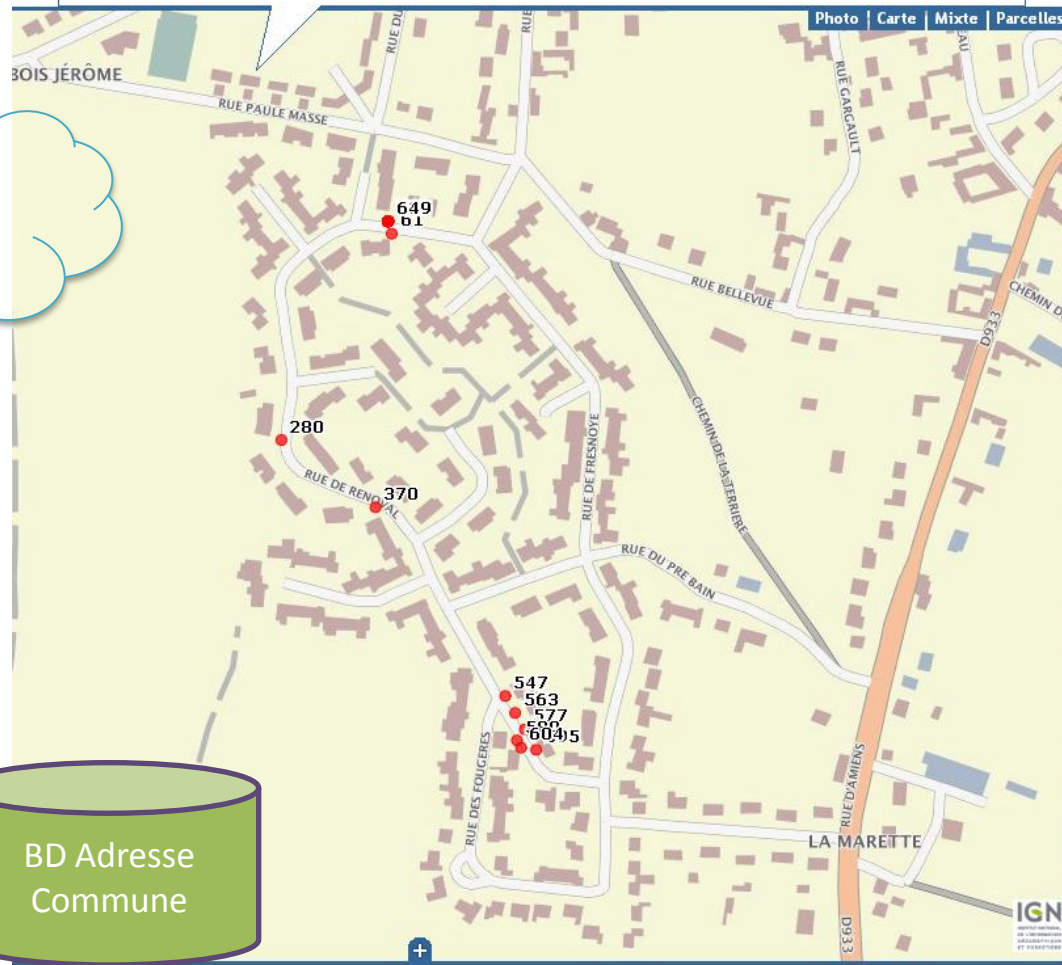 Photo | Carte | Mixte | Parcelles
BOIS JÉRÔME
RUE DU
RUE
EAU
RUE PAULE MASSE
RUE GARGAULT
649
61
RUE BELLEVUE
CHEMIN D
D933
280
370
RUE DE RENOVAL
RUE DE FRESNOYE
CHEMIN DE LA TERRIERE
RUE DU PRE BAIN
547
563
577
604
RUE DES FOUGERES
RUE D'AMIENS
LA MARETTE
BD Adresse
Commune
D933
+
IGN